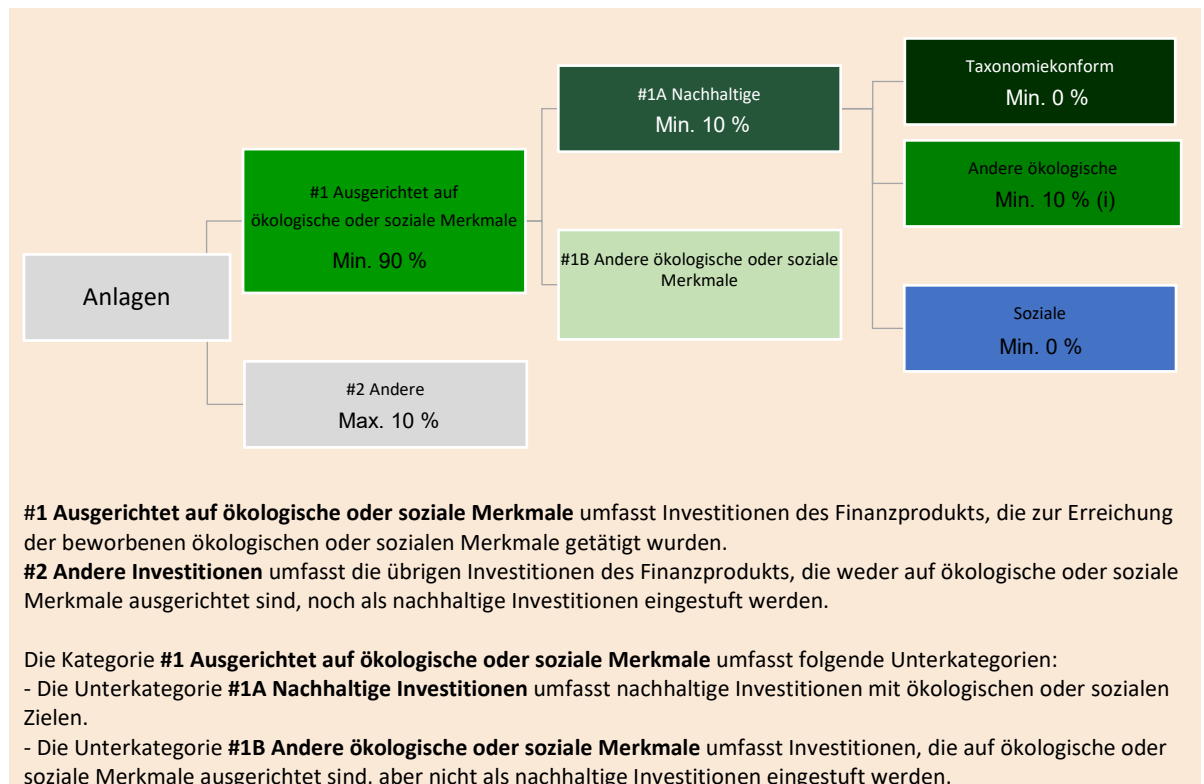 Anlagen
#1 Ausgerichtet auf
ökologische oder soziale Merkmale
Min. 90 %
#2 Andere
Max. 10 %
#1A Nachhaltige
Min. 10 %
#1B Andere ökologische oder soziale
Merkmale
Taxonomiekonform
Min. 0 %
Andere ökologische
Min. 10 % (i)
Soziale
Min. 0 %
#1 Ausgerichtet auf ökologische oder soziale Merkmale umfasst Investitionen des Finanzprodukts, die zur Erreichung
der beworbenen ökologischen oder sozialen Merkmale getätigt wurden.
#2 Andere Investitionen umfasst die übrigen Investitionen des Finanzprodukts, die weder auf ökologische oder soziale
Merkmale ausgerichtet sind, noch als nachhaltige Investitionen eingestuft werden.
Die Kategorie #1 Ausgerichtet auf ökologische oder soziale Merkmale umfasst folgende Unterkategorien:
- Die Unterkategorie #1A Nachhaltige Investitionen umfasst nachhaltige Investitionen mit ökologischen oder sozialen
Zielen.
- Die Unterkategorie #1B Andere ökologische oder soziale Merkmale umfasst Investitionen, die auf ökologische oder
soziale Merkmale ausgerichtet sind, aber nicht als nachhaltige Investitionen eingestuft werden.